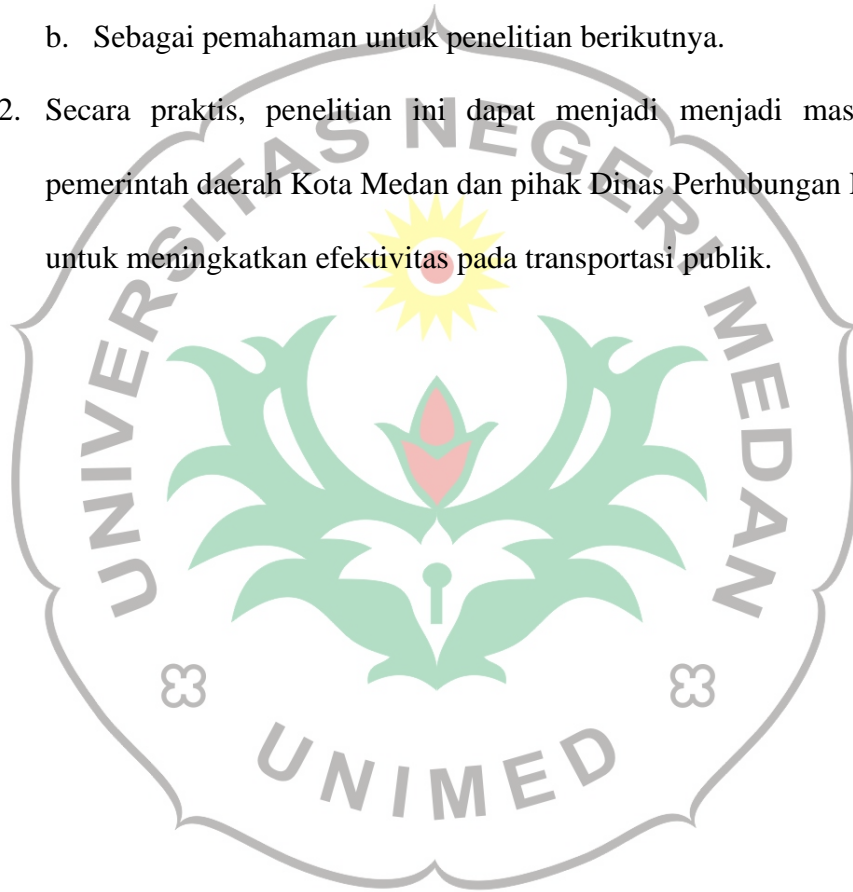 b. Sebagai pemahaman untuk penelitian berikutnya.
2. Secara praktis, penelitian ini dapat menjadi menjadi
pemerintah daerah Kota Medan dan pihak Dinas Perhubungan
untuk meningkatkan efektivitas pada transportasi publik.
UNIVERSITAS NEGERI MEDAN
UNIMED